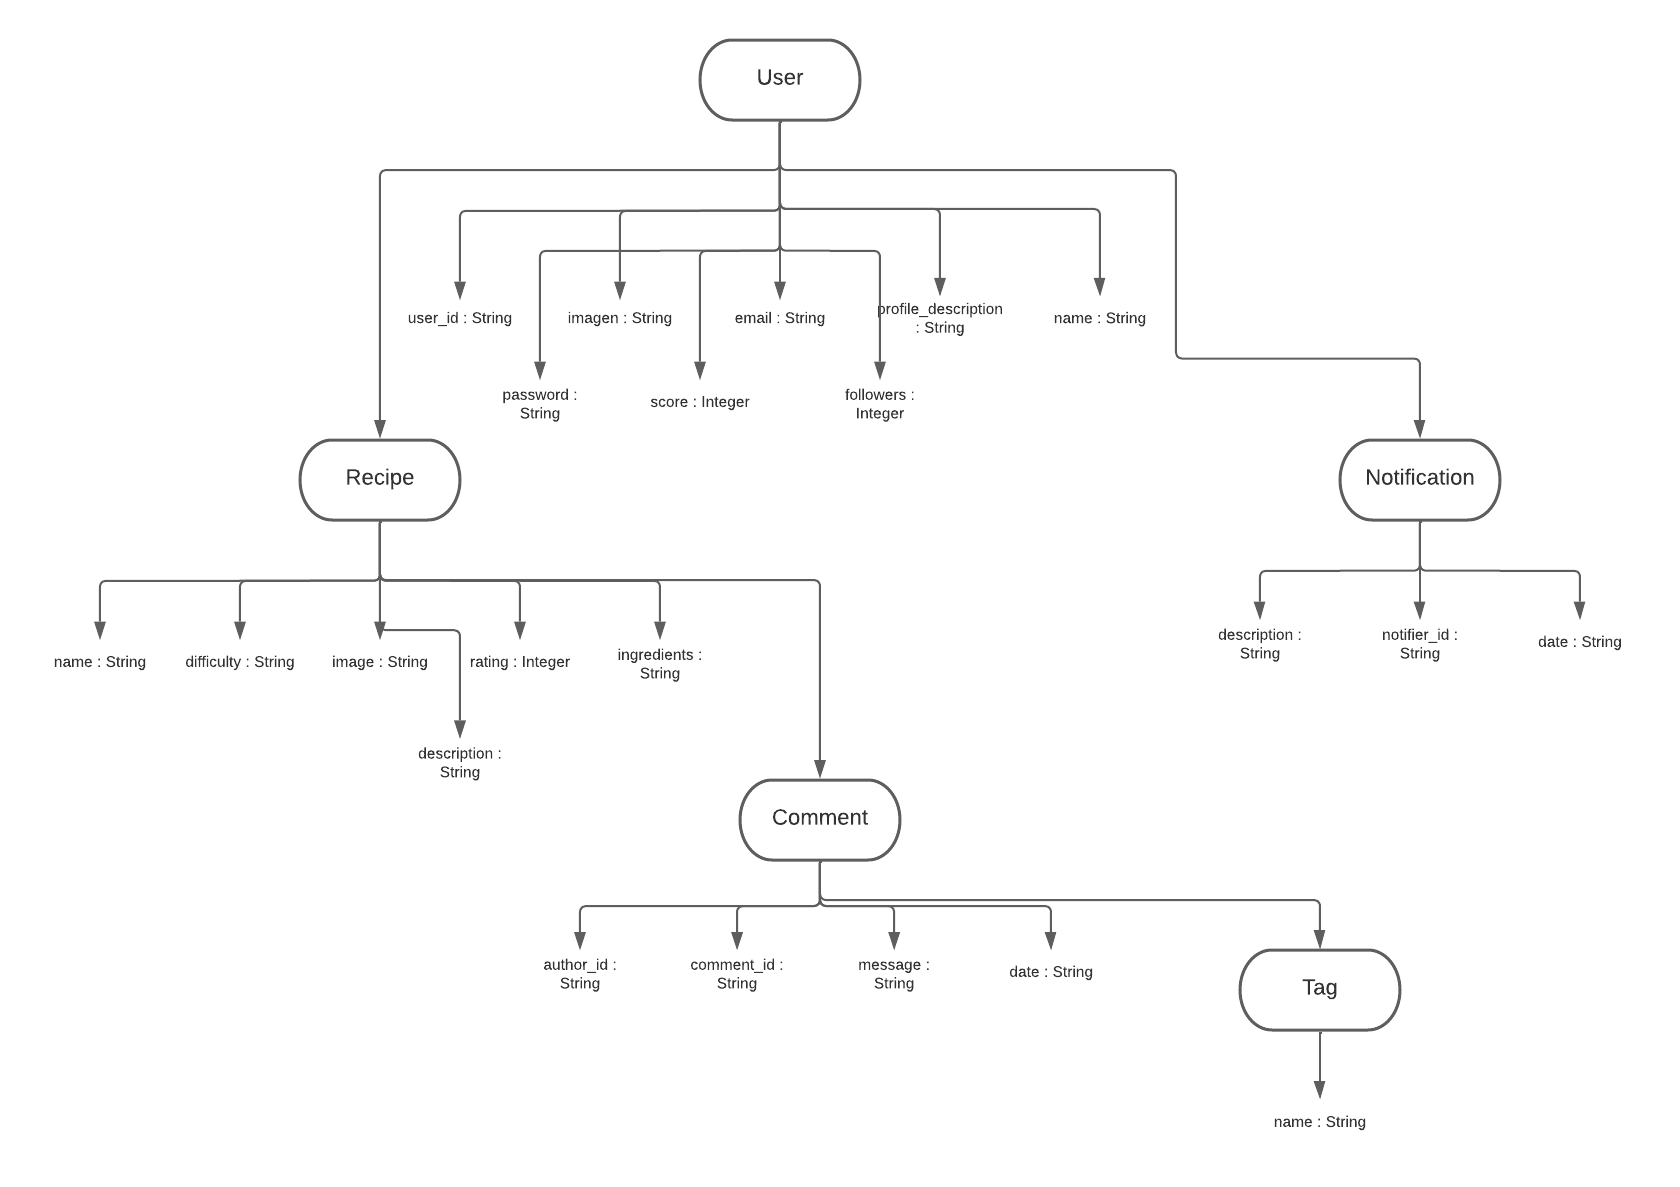 User
user_id : String
imagen : String
email : String
profile_description
: String
name : String
password :
String
score : Integer
followers :
Integer
Recipe
Notification
name : String
difficulty : String
image : String
rating : Integer
ingredients :
String
description :
String
notifier_id :
String
date : String
description :
String
Comment
author_id :
String
comment_id :
String
message :
String
date : String
Tag
name : String